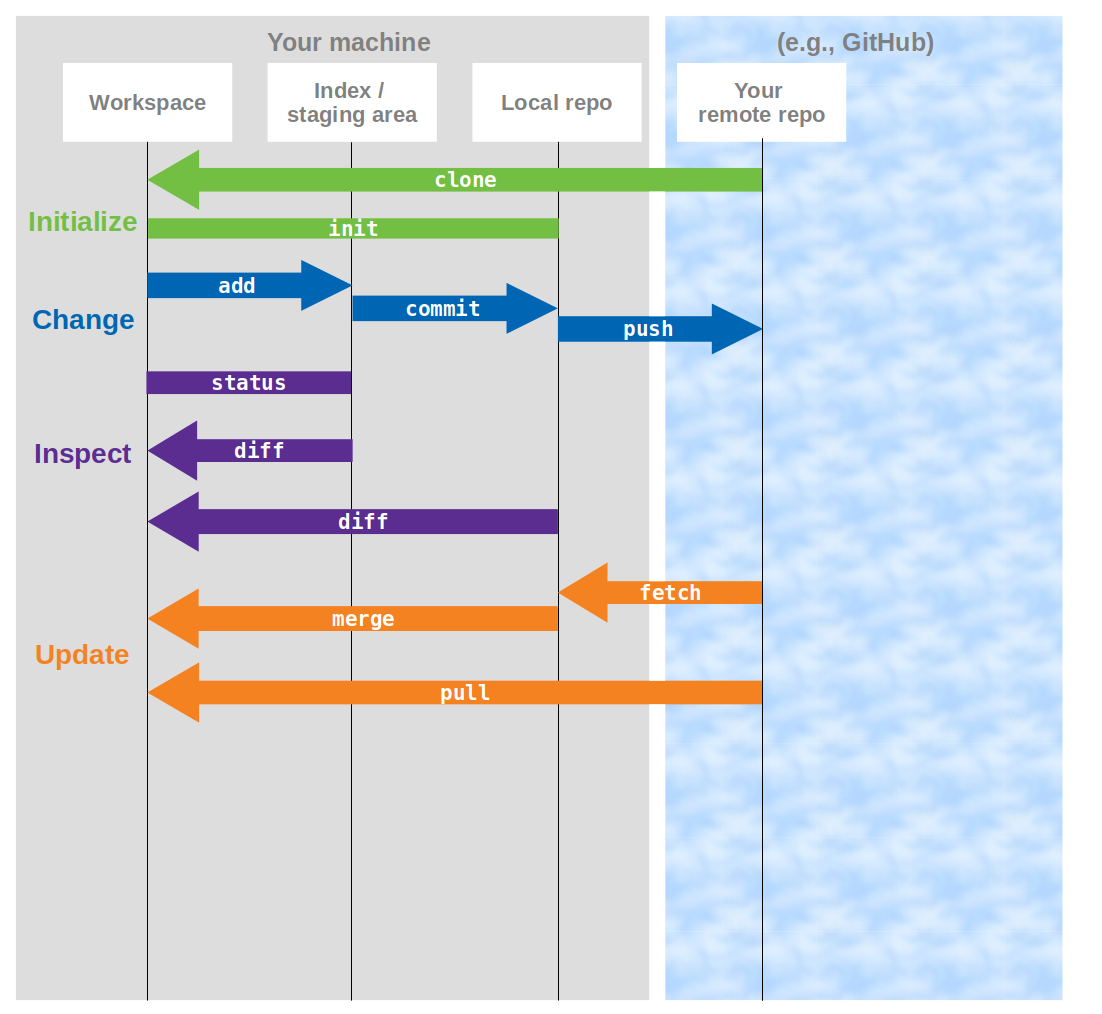 Your machine
(e.g., GitHub)
Workspace
Index /
staging area
Local repo
Your
remote repo
clone
Initialize
init
add
commit
Change
push
status
Inspect
diff
diff
fetch
merge
Update
pull